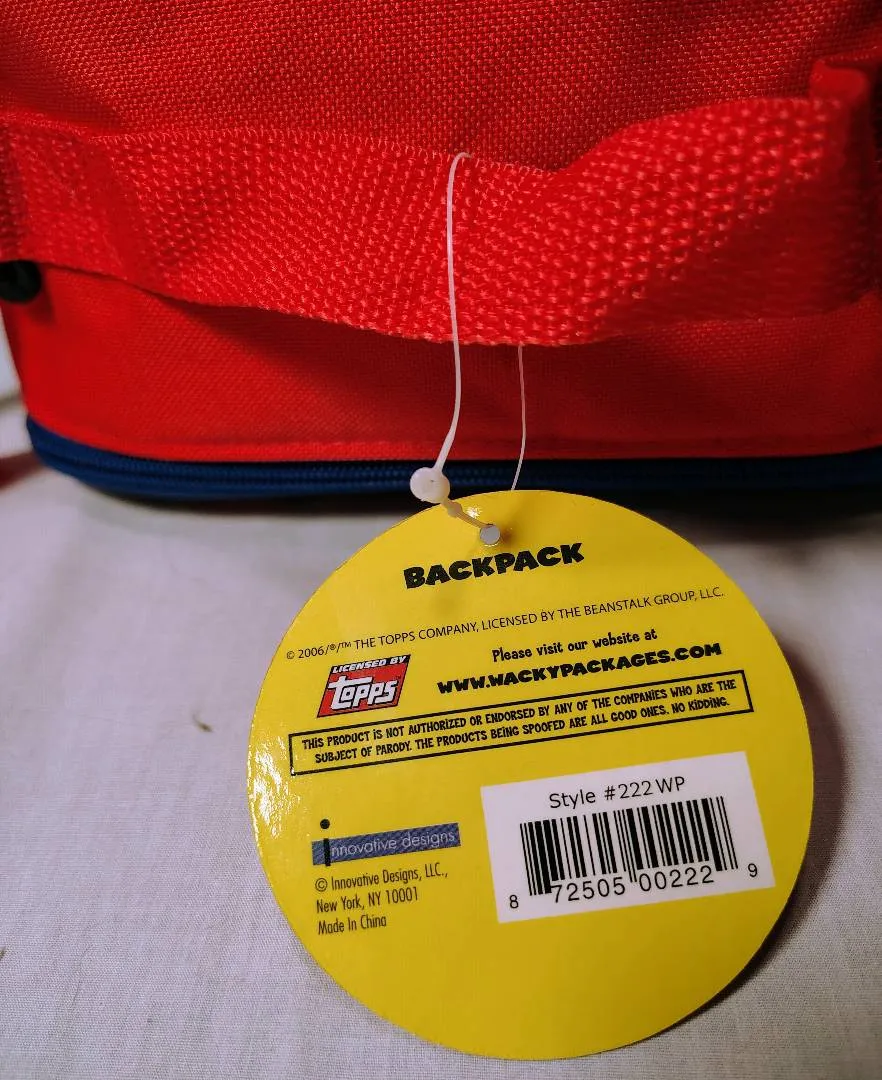 BACKPACK
© 2006/®/™ THE TOPPS COMPANY, LICENSED BY THE BEANSTALK GROUP, LLC.
LICENSED BY
TOPPS
Please visit our website at
WWW.WACKYPACKAGES.COM
THIS PRODUCT IS NOT AUTHORIZED OR ENDORSED BY ANY OF THE COMPANIES WHO ARE THE
SUBJECT OF PARODY. THE PRODUCTS BEING SPOOFED ARE ALL GOOD ONES. NO KIDDING.
Style #222WP
8 72505 00222 9
innovative designs
© Innovative Designs, LLC.,
New York, NY 10001
Made In China